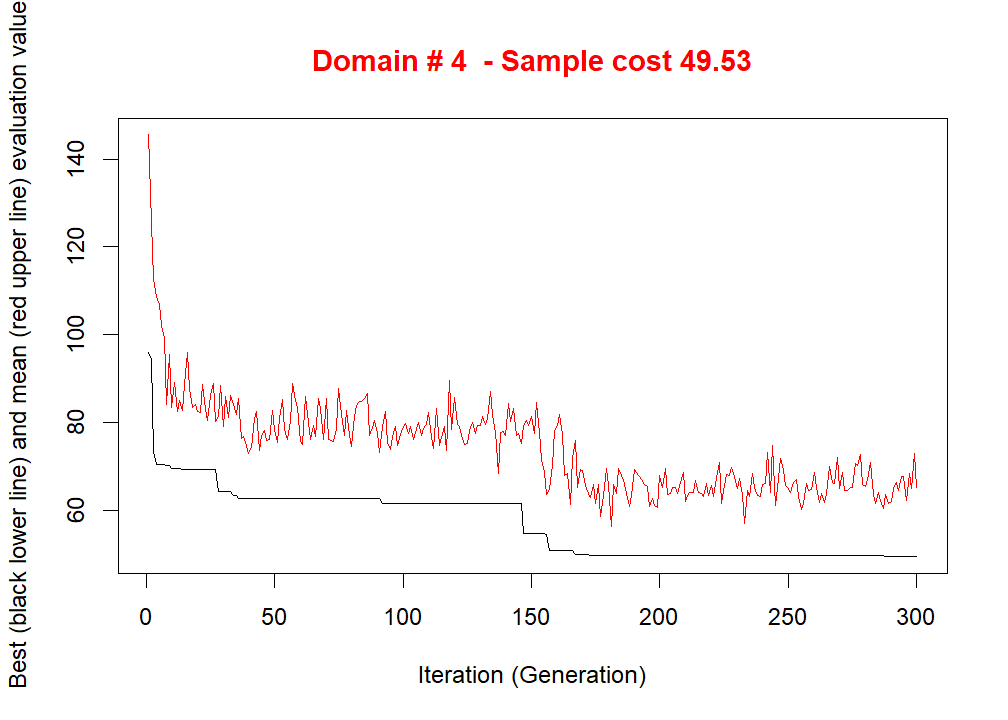 Domain # 4  - Sample cost 49.53
Best (black lower line) and mean (red upper line) evaluation value
140
120
100
80
60
0 50 100 150 200 250 300
Iteration (Generation)